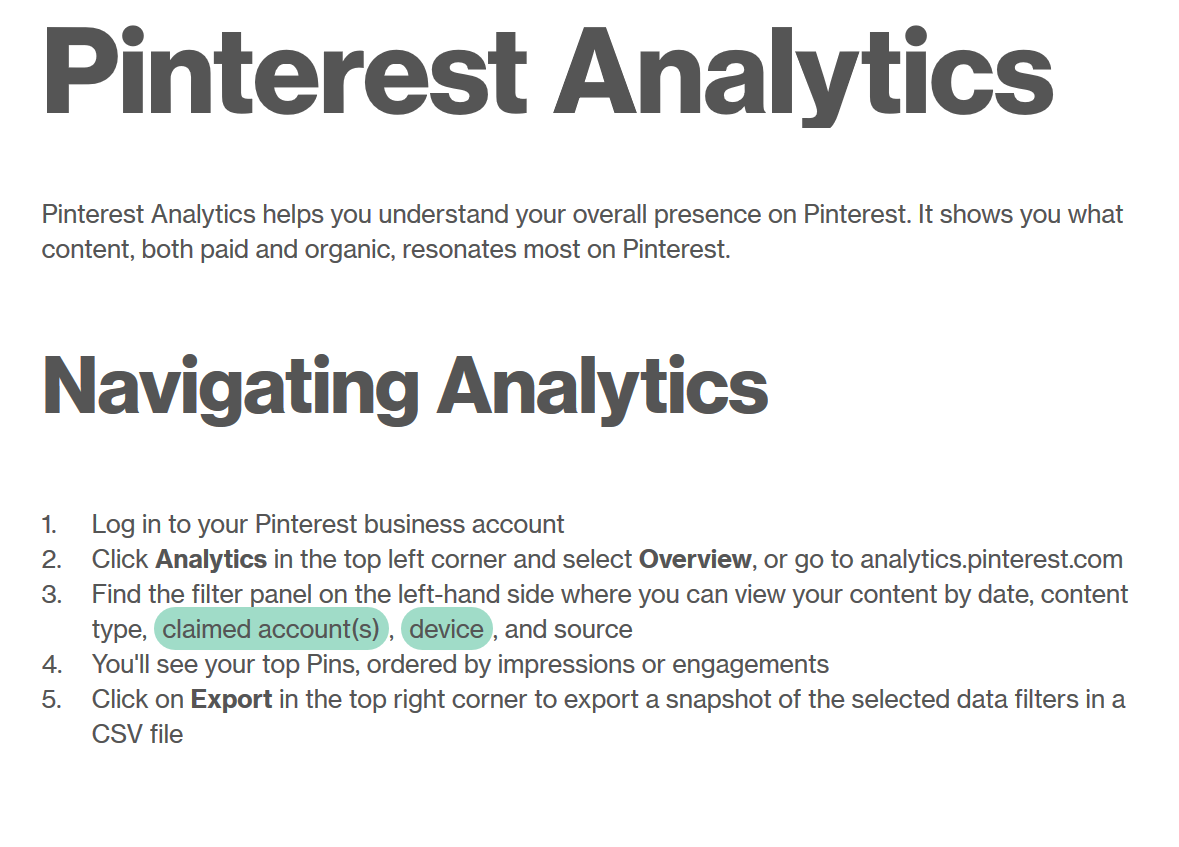 Pinterest Analytics
Pinterest Analytics helps you understand your overall presence on Pinterest. It shows you what
content, both paid and organic, resonates most on Pinterest.
Navigating Analytics
1. Log in to your Pinterest business account
2. Click Analytics in the top left corner and select Overview, or go to analytics.pinterest.com
3. Find the filter panel on the left-hand side where you can view your content by date, content
type, claimed account(s) , device , and source
4. You'll see your top Pins, ordered by impressions or engagements
5. Click on Export in the top right corner to export a snapshot of the selected data filters in a
CSV file